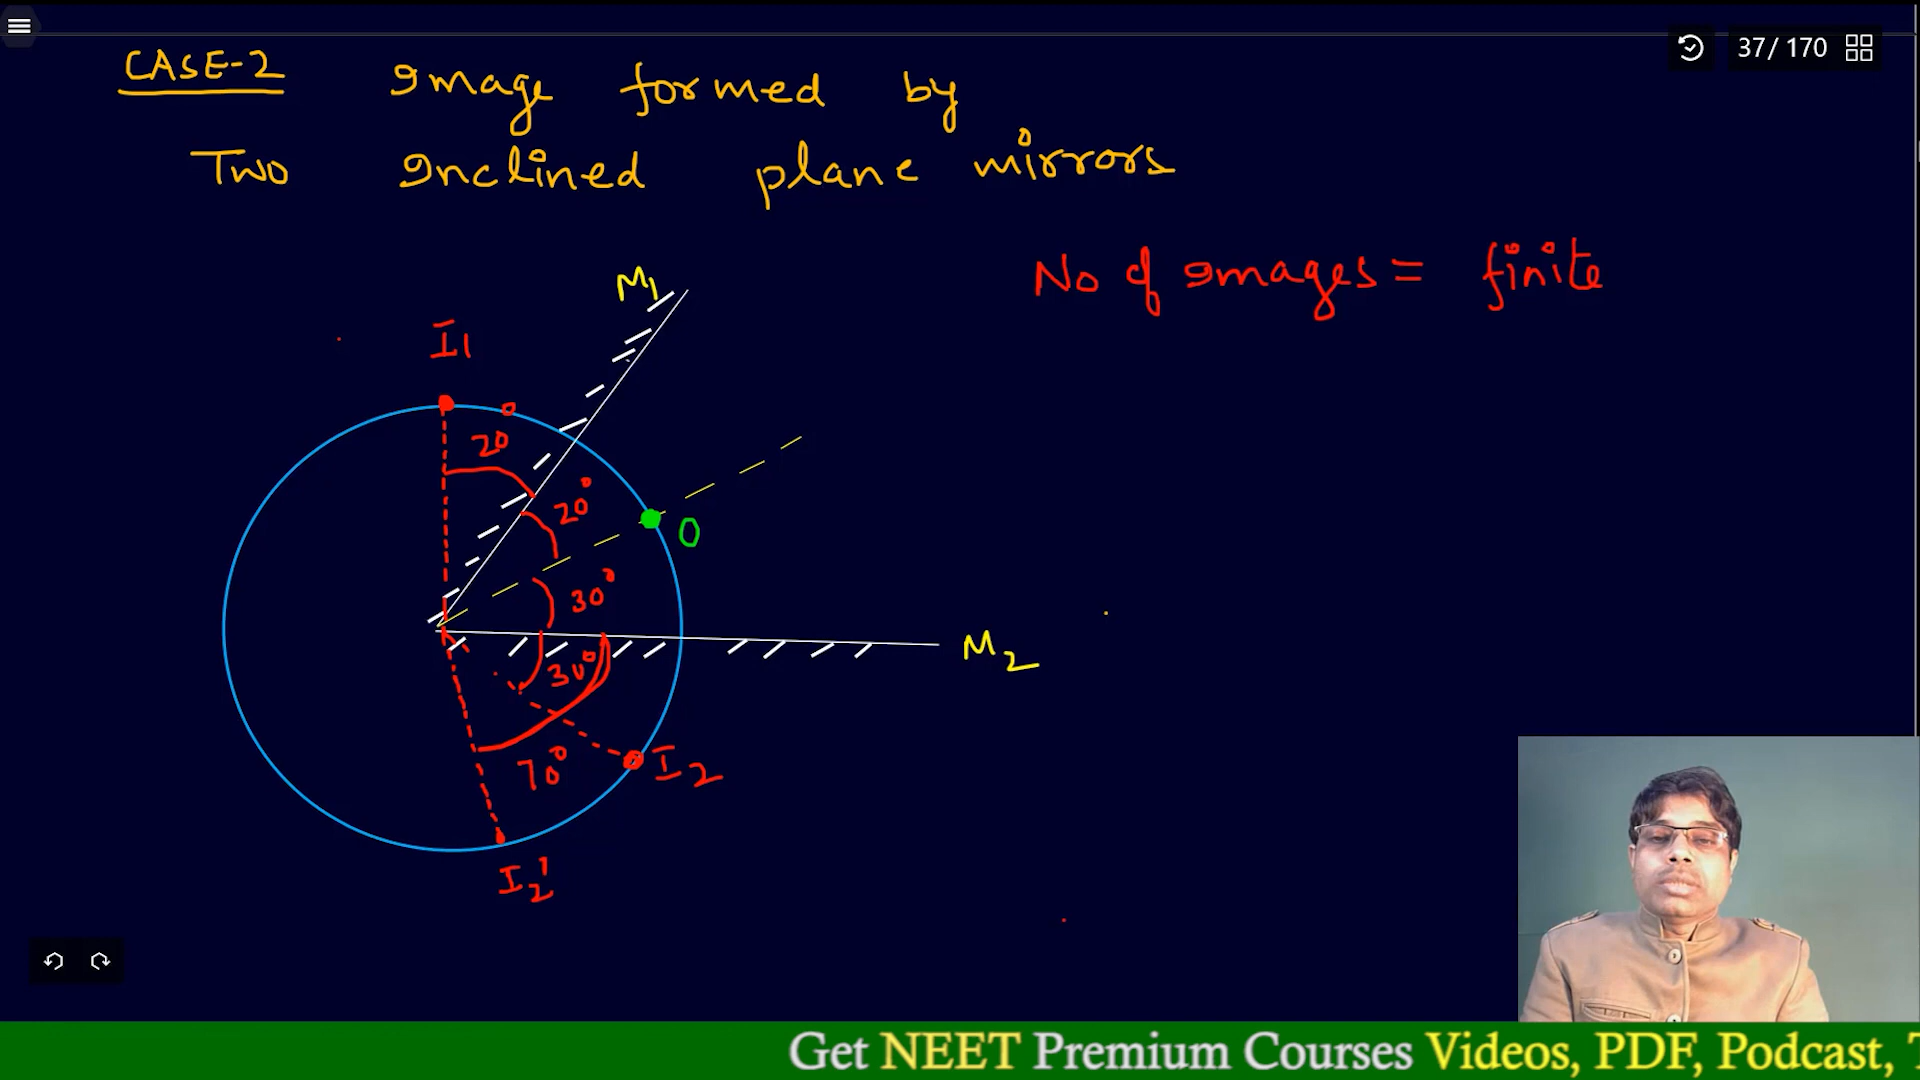 37/ 170
CASE-2 Image formed by
Two Inclined plane mirrors
No of Images = finite
M1
I1
20°
20°
O
30°
M2
30°
70°
I2
I2'
Get NEET Premium Courses Videos, PDF, Podcast,